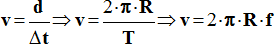 v = d/Δt ⇒ v = 2·π·R/T ⇒ v = 2·π·R·f